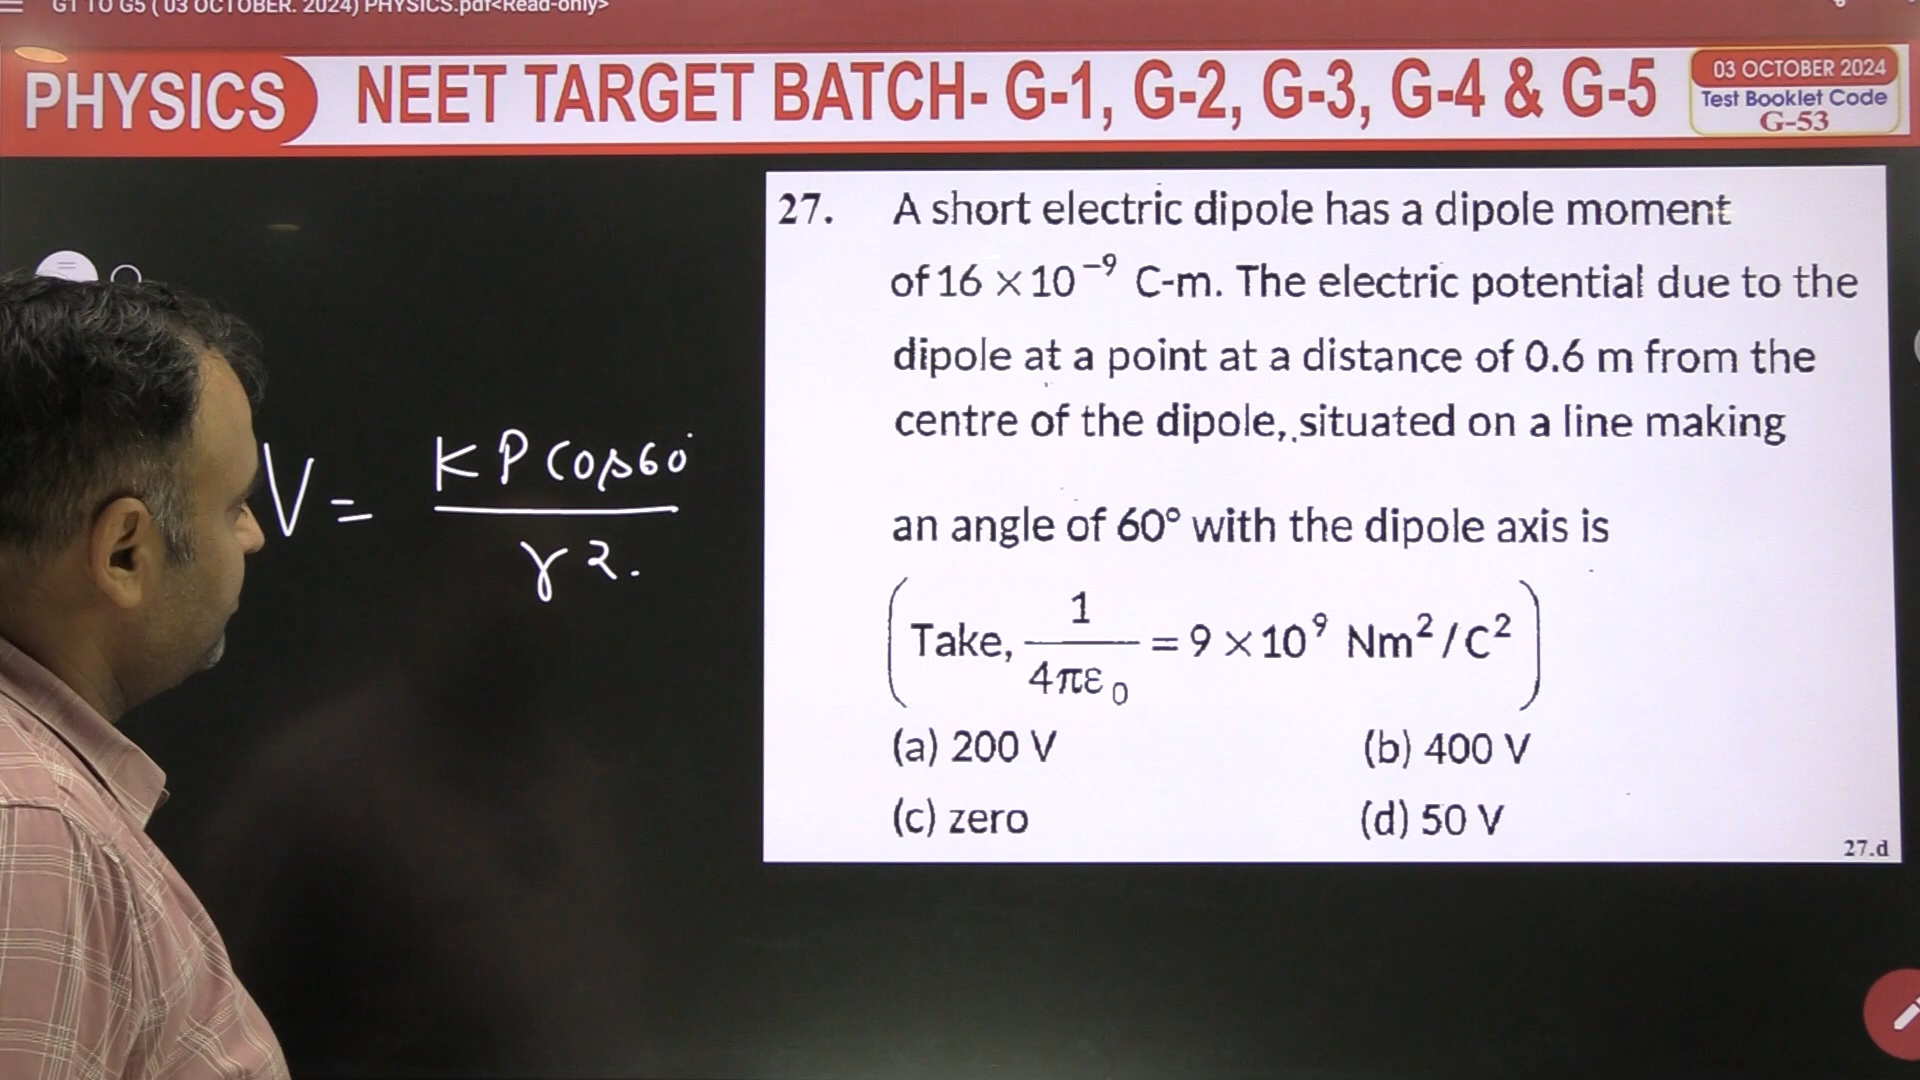 G1 TO G5 ( 03 OCTOBER. 2024) PHYSICS.pdf<Read-only>
PHYSICS
NEET TARGET BATCH- G-1, G-2, G-3, G-4 & G-5
03 OCTOBER 2024
Test Booklet Code
G-53
27. A short electric dipole has a dipole moment
of 16 × 10⁻⁹ C-m. The electric potential due to the
dipole at a point at a distance of 0.6 m from the
centre of the dipole, situated on a line making
an angle of 60° with the dipole axis is
(Take, 1/4πε₀ = 9 × 10⁹ Nm²/C²)
(a) 200 V (b) 400 V
(c) zero (d) 50 V
27.d
V = KP cos60°
r2.